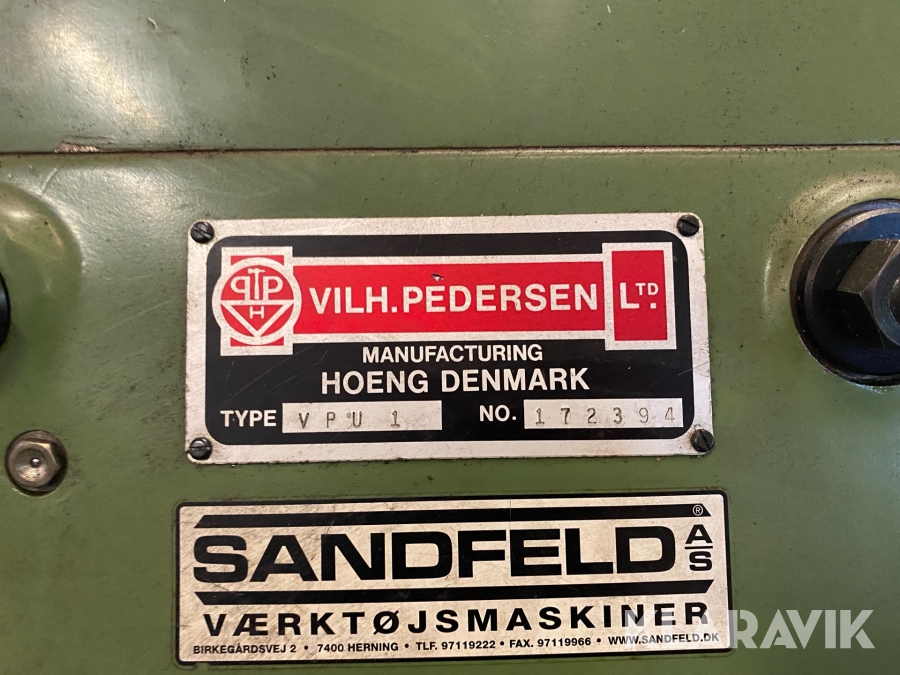 VILH. PEDERSEN LTD.
MANUFACTURING
HOENG DENMARK
TYPE VPU 1 NO. 172394
SANDFELD® A/S
VÆRKTØJSMASKINER
BIRKEGÅRDSVEJ 2 • 7400 HERNING • TLF. 97119222 • FAX. 97119966 • WWW.SANDFELD.DK
KLARAVIK